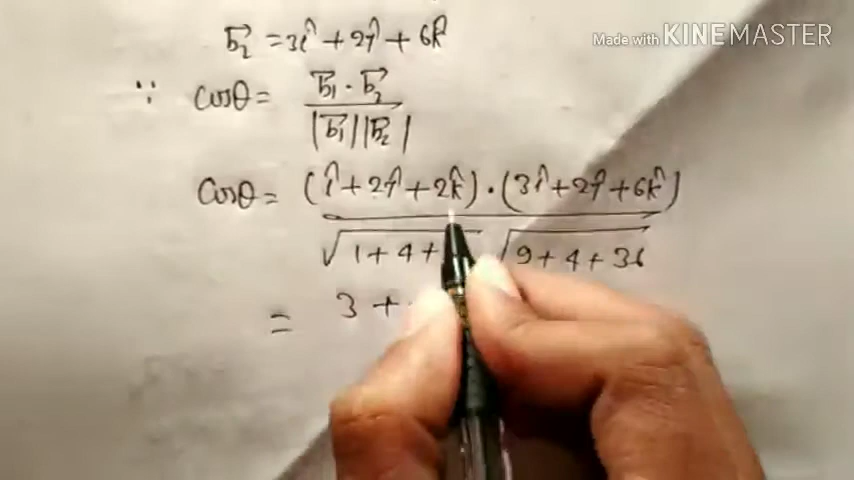 Made with KINEMASTER
b₂⃗ = 3î + 2ĵ + 6k̂
∵ cosθ = b₁⃗ · b₂⃗ / |b₁⃗| |b₂⃗|
cosθ = (î + 2ĵ + 2k̂) · (3î + 2ĵ + 6k̂)
√1 + 4 + √9 + 4 + 36
= 3 +